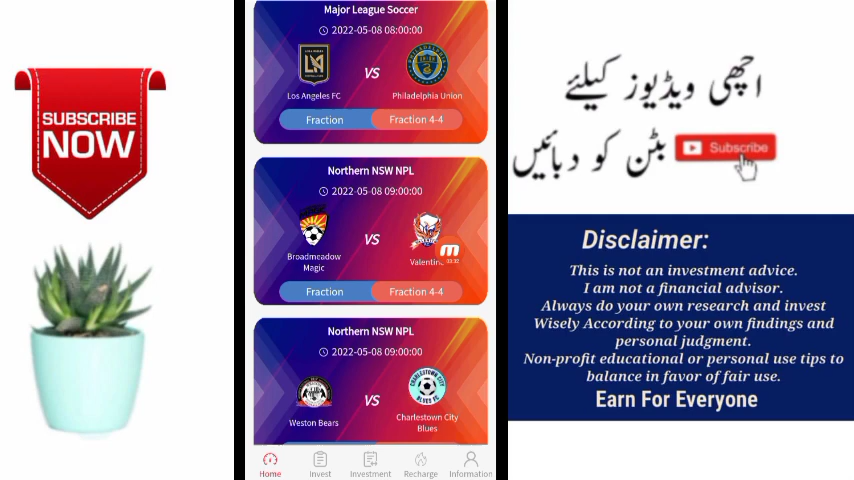 SUBSCRIBE
NOW
Major League Soccer
2022-05-08 08:00:00
VS
Los Angeles FC
Philadelphia Union
Fraction
Fraction 4-4
Northern NSW NPL
2022-05-08 09:00:00
VS
Broadmeadow
Magic
Valentin
03:32
Fraction
Fraction 4-4
Northern NSW NPL
2022-05-08 09:00:00
VS
Weston Bears
Charlestown City
Blues
Home
Invest
Investment
Recharge
Information
اچھی ویڈیوز کیلئے
Subscribe بٹن کو دبائیں
Disclaimer:
This is not an investment advice.
I am not a financial advisor.
Always do your own research and invest
Wisely According to your own findings and
personal judgment.
Non-profit educational or personal use tips to
balance in favor of fair use.
Earn For Everyone